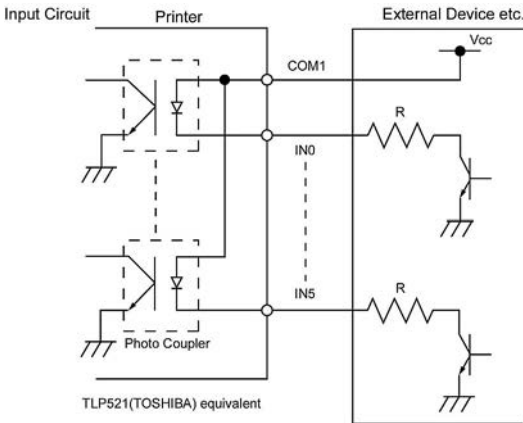 Input Circuit
Printer
External Device etc.
Vcc
COM1
R
IN0
R
IN5
Photo Coupler
TLP521(TOSHIBA) equivalent